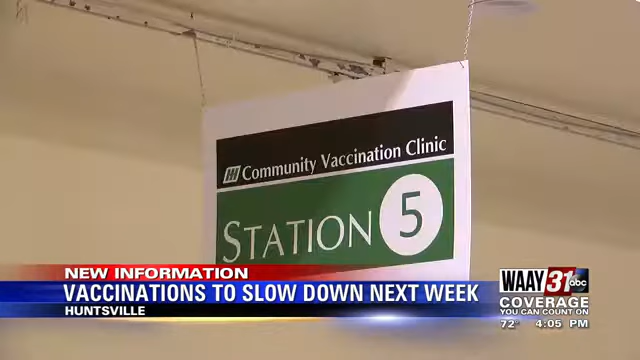 Community Vaccination Clinic
STATION 5
NEW INFORMATION
VACCINATIONS TO SLOW DOWN NEXT WEEK
HUNTSVILLE
WAAY 31 abc
COVERAGE
YOU CAN COUNT ON
72° 4:05 PM